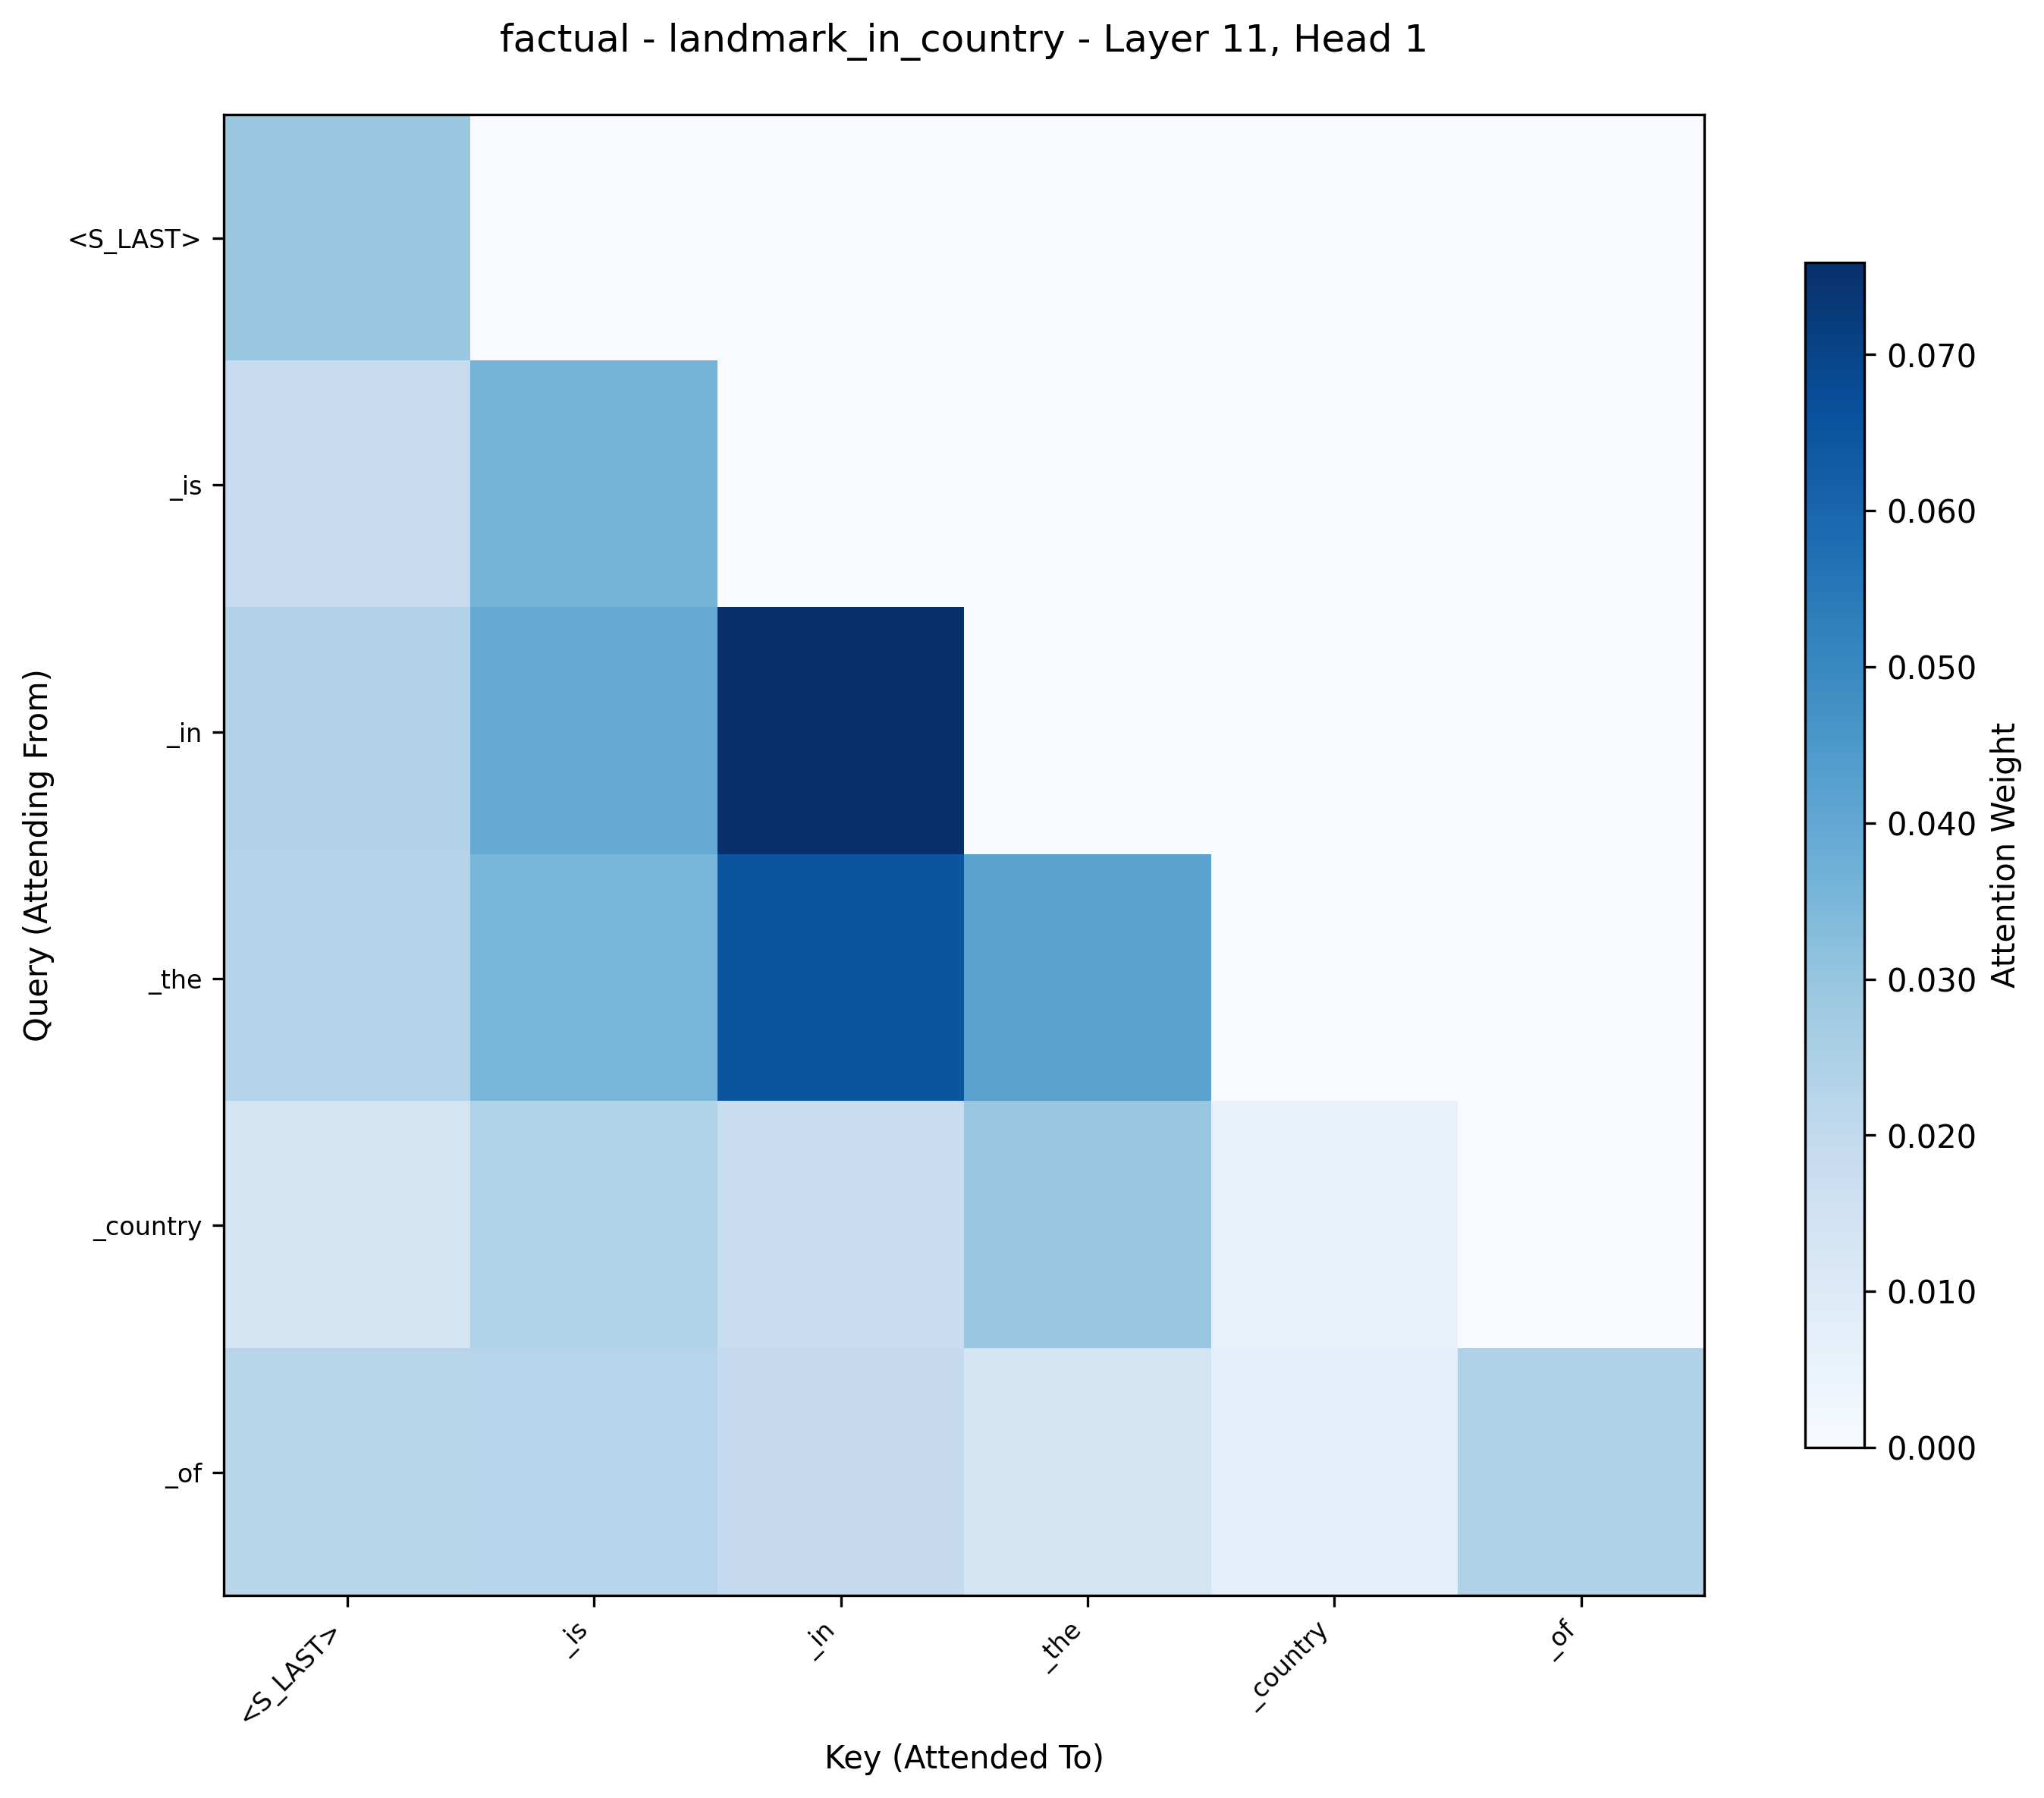 factual - landmark_in_country - Layer 11, Head 1
Query (Attending From)
<S_LAST>
_is
_in
_the
_country
_of
<S_LAST>
_is
_in
_the
_country
_of
Key (Attended To)
0.070
0.060
0.050
0.040
0.030
0.020
0.010
0.000
Attention Weight